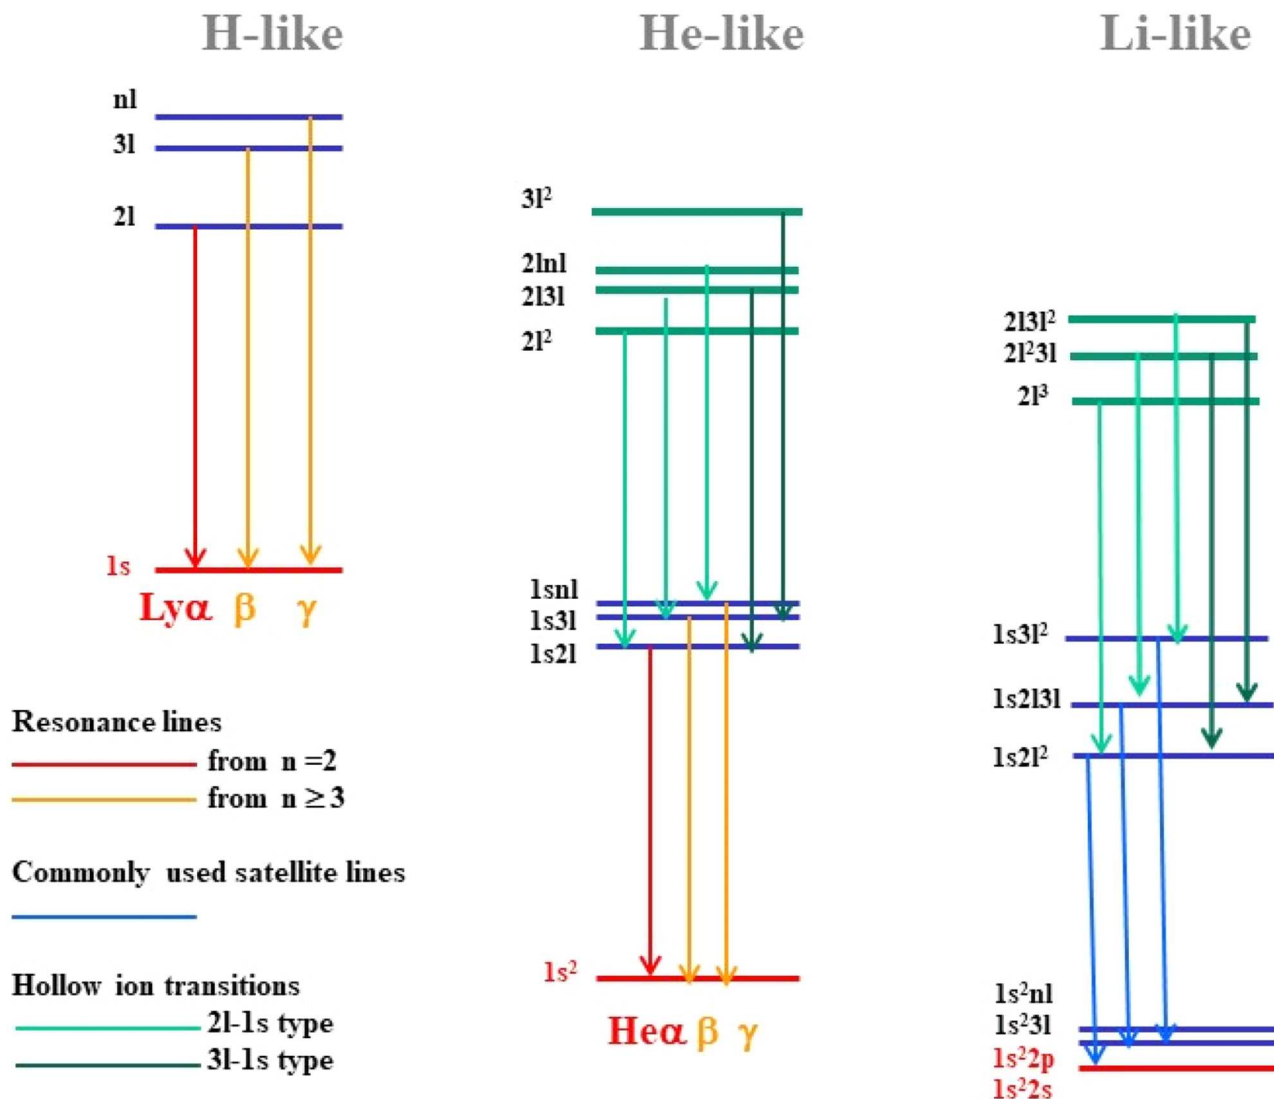 H-like
nl
3l
2l
1s
Lyα β γ
He-like
3l²
2lnl
2l3l
2l²
1snl
1s3l
1s2l
1s²
Heα β γ
Li-like
2l3l²
2l²3l
2l³
1s3l²
1s2l3l
1s2l²
1s²nl
1s²3l
1s²2p
1s²2s
Resonance lines
from n =2
from n ≥ 3
Commonly used satellite lines
Hollow ion transitions
2l-1s type
3l-1s type